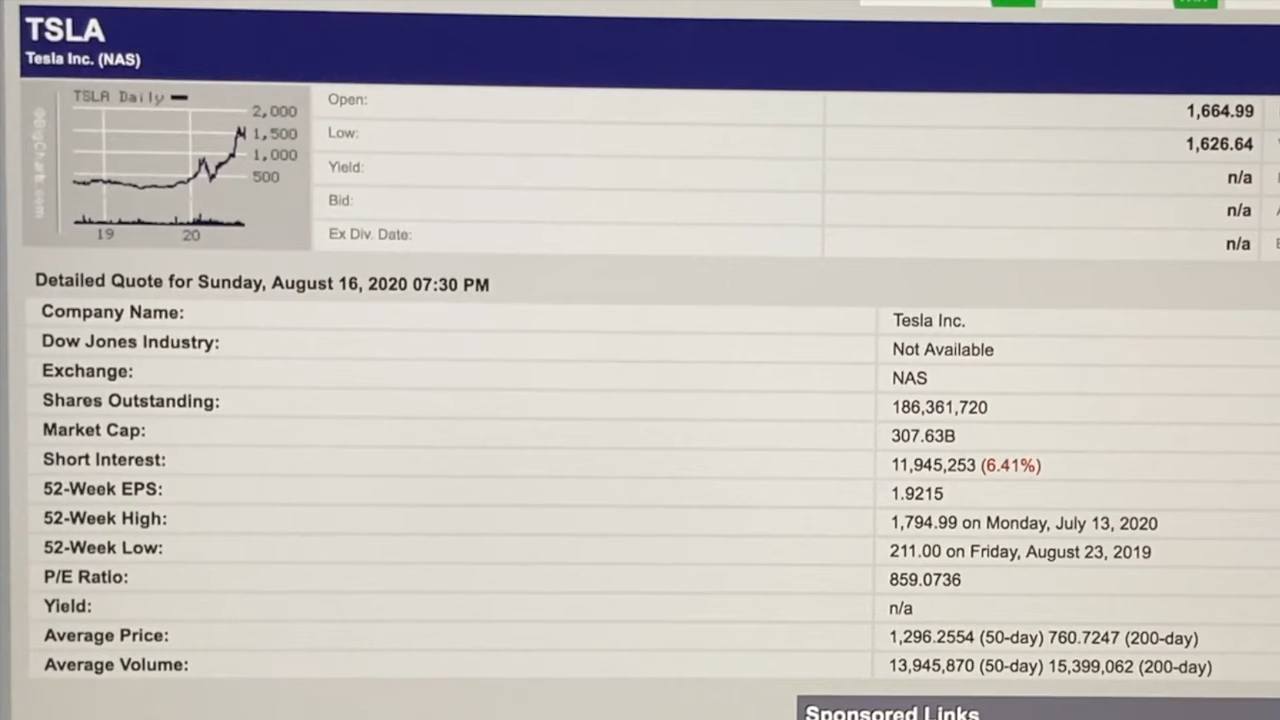 TSLA
Tesla Inc. (NAS)
TSLA Daily
2,000
1,500
1,000
500
19 20
©BigCharts.com
Open: 1,664.99
Low: 1,626.64
Yield: n/a
Bid: n/a
Ex Div. Date: n/a
Detailed Quote for Sunday, August 16, 2020 07:30 PM
Company Name: Tesla Inc.
Dow Jones Industry: Not Available
Exchange: NAS
Shares Outstanding: 186,361,720
Market Cap: 307.63B
Short Interest: 11,945,253 (6.41%)
52-Week EPS: 1.9215
52-Week High: 1,794.99 on Monday, July 13, 2020
52-Week Low: 211.00 on Friday, August 23, 2019
P/E Ratio: 859.0736
Yield: n/a
Average Price: 1,296.2554 (50-day) 760.7247 (200-day)
Average Volume: 13,945,870 (50-day) 15,399,062 (200-day)
Sponsored Links